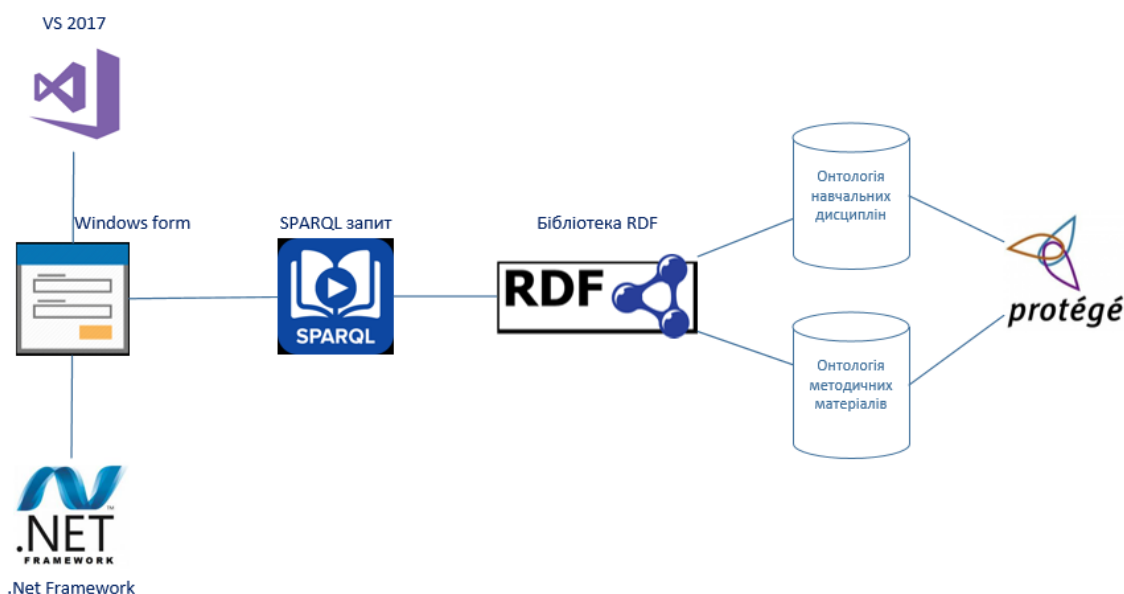 VS 2017
Windows form
SPARQL запит
SPARQL
Бібліотека RDF
RDF
Онтологія
навчальних
дисциплін
Онтологія
методичних
матеріалів
protégé
.NET
™
FRAMEWORK
.Net Framework